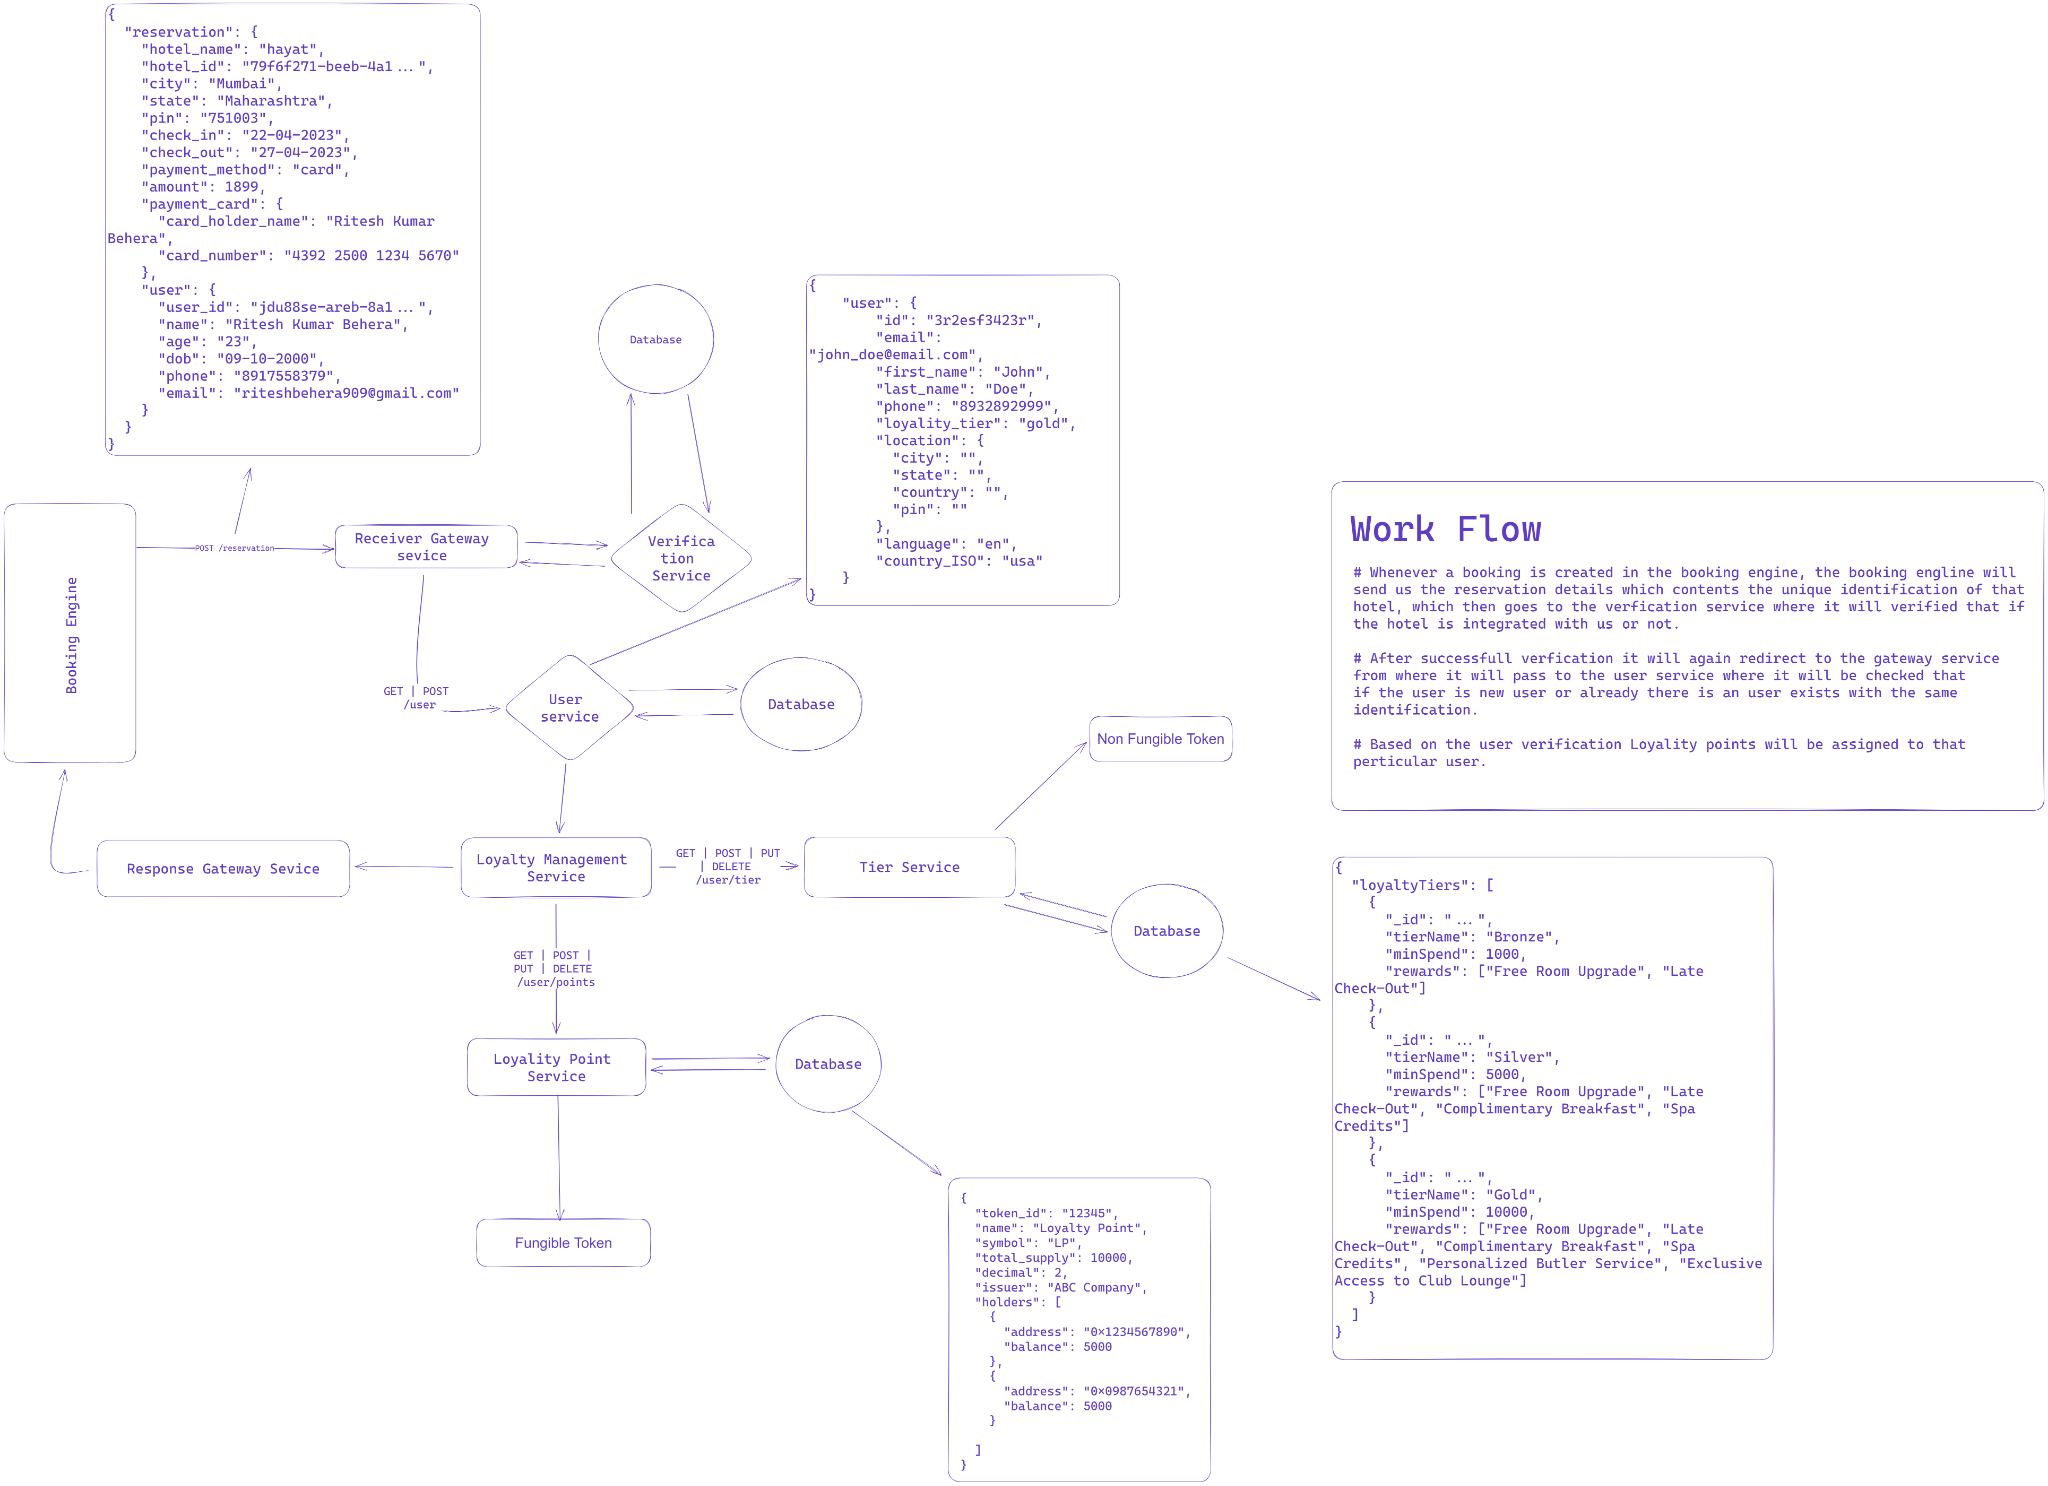 {
"reservation": {
"hotel_name": "hayat",
"hotel_id": "79f6f271-beeb-4a1...",
"city": "Mumbai",
"state": "Maharashtra",
"pin": "751003",
"check_in": "22-04-2023",
"check_out": "27-04-2023",
"payment_method": "card",
"amount": 1899,
"payment_card": {
"card_holder_name": "Ritesh Kumar
Behera",
"card_number": "4392 2500 1234 5670"
},
"user": {
"user_id": "jdu88se-areb-8a1...",
"name": "Ritesh Kumar Behera",
"age": "23",
"dob": "09-10-2000",
"phone": "8917558379",
"email": "riteshbehera909@gmail.com"
}
}
}
Database
{
"user": {
"id": "3r2esf3423r",
"email":
"john_doe@email.com",
"first_name": "John",
"last_name": "Doe",
"phone": "8932892999",
"loyality_tier": "gold",
"location": {
"city": "",
"state": "",
"country": "",
"pin": ""
},
"language": "en",
"country_ISO": "usa"
}
}
Booking Engine
POST /reservation
Receiver Gateway
sevice
Verifica
tion
Service
GET | POST
/user
User
service
Database
Work Flow
# Whenever a booking is created in the booking engine, the booking engline will
send us the reservation details which contents the unique identification of that
hotel, which then goes to the verfication service where it will verified that if
the hotel is integrated with us or not.
# After successfull verfication it will again redirect to the gateway service
from where it will pass to the user service where it will be checked that
if the user is new user or already there is an user exists with the same
identification.
# Based on the user verification Loyality points will be assigned to that
perticular user.
Non Fungible Token
Response Gateway Sevice
Loyalty Management
Service
GET | POST | PUT
| DELETE
/user/tier
Tier Service
Database
GET | POST |
PUT | DELETE
/user/points
Loyality Point
Service
Database
Fungible Token
{
"loyaltyTiers": [
{
"_id": "...",
"tierName": "Bronze",
"minSpend": 1000,
"rewards": ["Free Room Upgrade", "Late
Check-Out"]
},
{
"_id": "...",
"tierName": "Silver",
"minSpend": 5000,
"rewards": ["Free Room Upgrade", "Late
Check-Out", "Complimentary Breakfast", "Spa
Credits"]
},
{
"_id": "...",
"tierName": "Gold",
"minSpend": 10000,
"rewards": ["Free Room Upgrade", "Late
Check-Out", "Complimentary Breakfast", "Spa
Credits", "Personalized Butler Service", "Exclusive
Access to Club Lounge"]
}
]
}
{
"token_id": "12345",
"name": "Loyalty Point",
"symbol": "LP",
"total_supply": 10000,
"decimal": 2,
"issuer": "ABC Company",
"holders": [
{
"address": "0x1234567890",
"balance": 5000
},
{
"address": "0x0987654321",
"balance": 5000
}
]
}